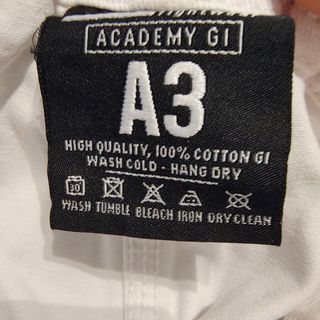 ACADEMY GI
A3
HIGH QUALITY, 100% COTTON GI
WASH COLD - HANG DRY
30
WASH TUMBLE BLEACH IRON DRY CLEAN